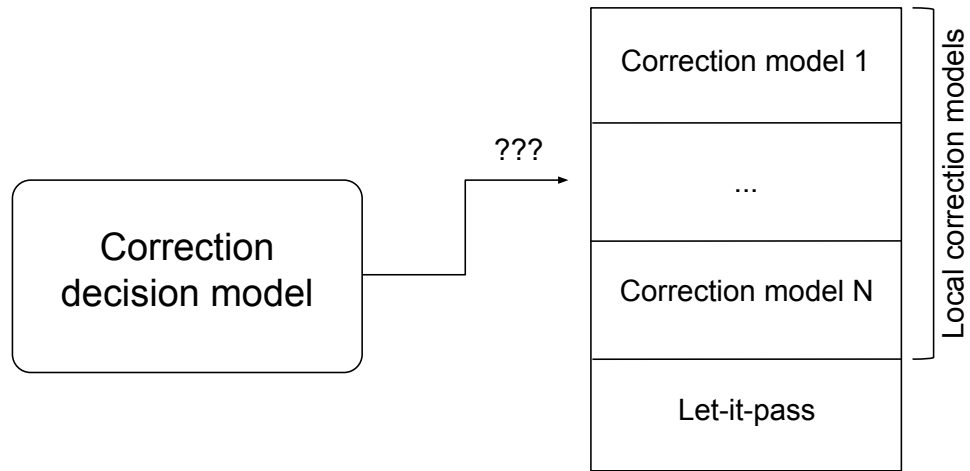 Correction model 1
???
...
Correction
decision model
Correction model N
Let-it-pass
Local correction models